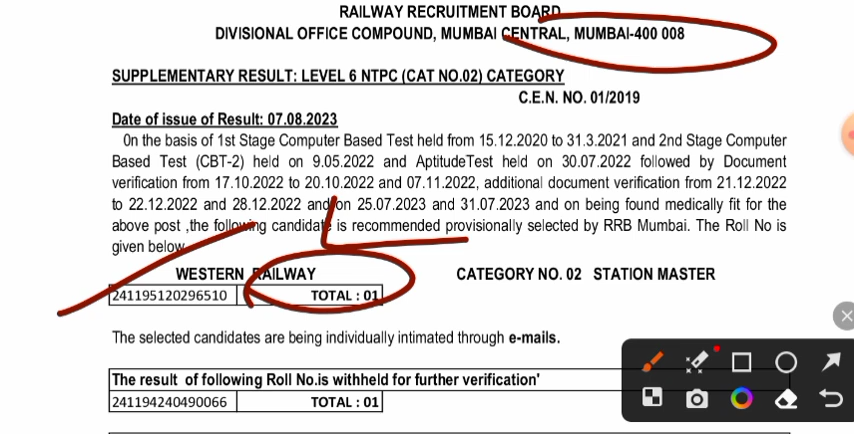 RAILWAY RECRUITMENT BOARD
DIVISIONAL OFFICE COMPOUND, MUMBAI CENTRAL, MUMBAI-400 008
SUPPLEMENTARY RESULT: LEVEL 6 NTPC (CAT NO.02) CATEGORY
C.E.N. NO. 01/2019
Date of issue of Result: 07.08.2023
0n the basis of 1st Stage Computer Based Test held from 15.12.2020 to 31.3.2021 and 2nd Stage Computer
Based Test (CBT-2) held on 9.05.2022 and AptitudeTest held on 30.07.2022 followed by Document
verification from 17.10.2022 to 20.10.2022 and 07.11.2022, additional document verification from 21.12.2022
to 22.12.2022 and 28.12.2022 and on 25.07.2023 and 31.07.2023 and on being found medically fit for the
above post ,the following candidate is recommended provisionally selected by RRB Mumbai. The Roll No is
given below
WESTERN RAILWAY CATEGORY NO. 02 STATION MASTER
241195120296510 TOTAL : 01
The selected candidates are being individually intimated through e-mails.
The result of following Roll No.is withheld for further verification'
241194240490066 TOTAL : 01